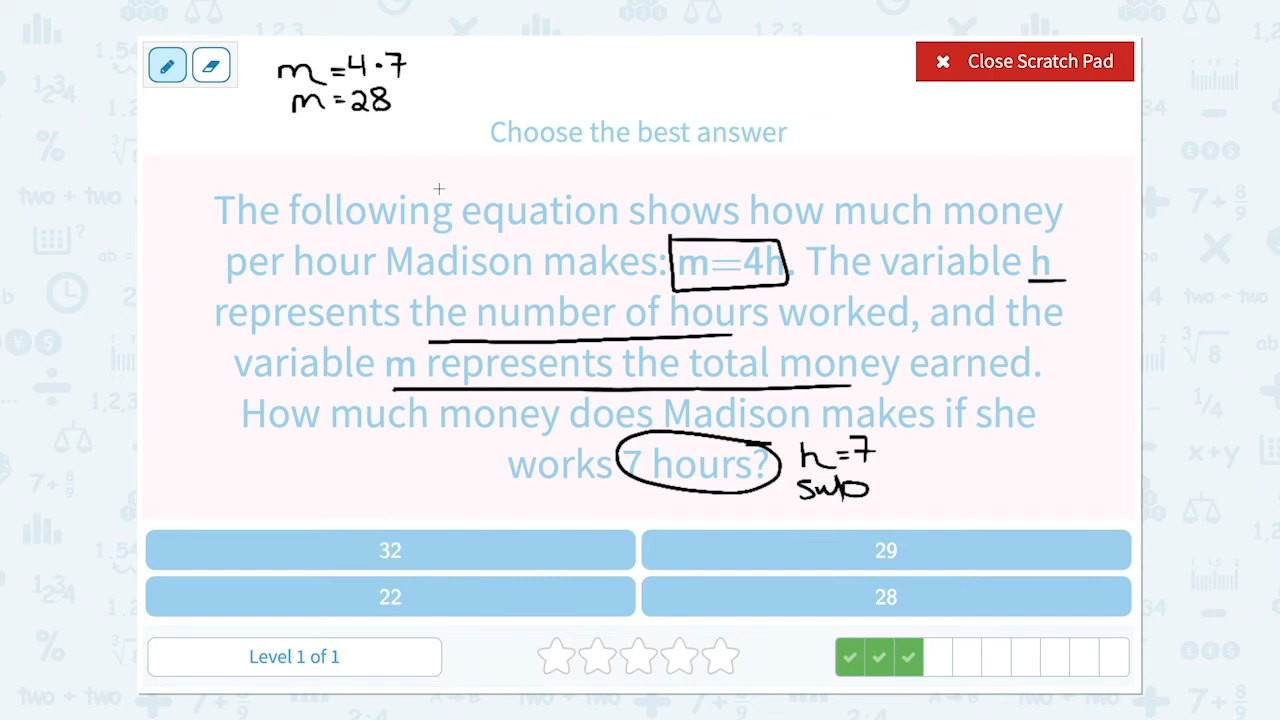 m = 4 · 7
m = 28
Close Scratch Pad
Choose the best answer
The following equation shows how much money
per hour Madison makes: m=4h. The variable h
represents the number of hours worked, and the
variable m represents the total money earned.
How much money does Madison makes if she
works 7 hours?
h = 7
sub
32
29
22
28
Level 1 of 1